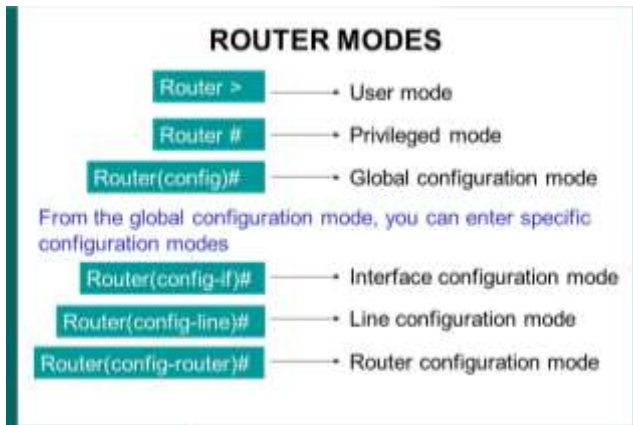 ROUTER MODES
Router > User mode
Router # Privileged mode
Router(config)# Global configuration mode
From the global configuration mode, you can enter specific
configuration modes
Router(config-if)# Interface configuration mode
Router(config-line)# Line configuration mode
Router(config-router)# Router configuration mode